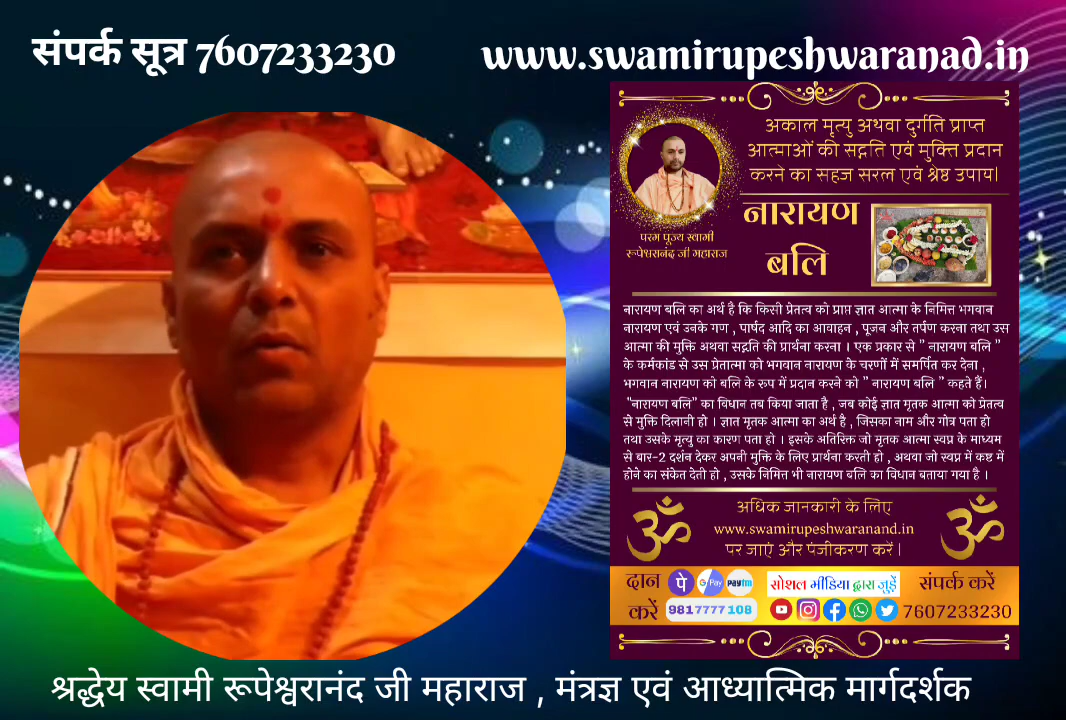 संपर्क सूत्र 7607233230
www.swamirupeshwaranad.in
अकाल मृत्यु अथवा दुर्गति प्राप्त
आत्माओं की सद्गति एवं मुक्ति प्रदान
करने का सहज सरल एवं श्रेष्ठ उपाय।
नारायण
बलि
परम पूज्य स्वामी
रूपेश्वरानंद जी महाराज
नारायण बलि का अर्थ है कि किसी प्रेतत्व को प्राप्त ज्ञात आत्मा के निमित्त भगवान
नारायण एवं उनके गण , पार्षद आदि का आवाहन , पूजन और तर्पण करना तथा उस
आत्मा की मुक्ति अथवा सद्गति की प्रार्थना करना । एक प्रकार से " नारायण बलि "
के कर्मकांड से उस प्रेतात्मा को भगवान नारायण के चरणों में समर्पित कर देना ,
भगवान नारायण को बलि के रूप में प्रदान करने को " नारायण बलि " कहते हैं।
"नारायण बलि" का विधान तब किया जाता है , जब कोई ज्ञात मृतक आत्मा को प्रेतत्व
से मुक्ति दिलानी हो । ज्ञात मृतक आत्मा का अर्थ है , जिसका नाम और गोत्र पता हो
तथा उसके मृत्यु का कारण पता हो । इसके अतिरिक्त जो मृतक आत्मा स्वप्न के माध्यम
से बार-2 दर्शन देकर अपनी मुक्ति के लिए प्रार्थना करती हो , अथवा जो स्वप्न में कष्ट में
होने का संकेत देती हो , उसके निमित्त भी नारायण बलि का विधान बताया गया है ।
ॐ
अधिक जानकारी के लिए
www.swamirupeshwaranand.in
पर जाएं और पंजीकरण करें ।
ॐ
दान
करें
पे G Pay paytm
9817777108
सोशल मीडिया द्वारा जुड़ें
संपर्क करें
7607233230
श्रद्धेय स्वामी रूपेश्वरानंद जी महाराज , मंत्रज्ञ एवं आध्यात्मिक मार्गदर्शक